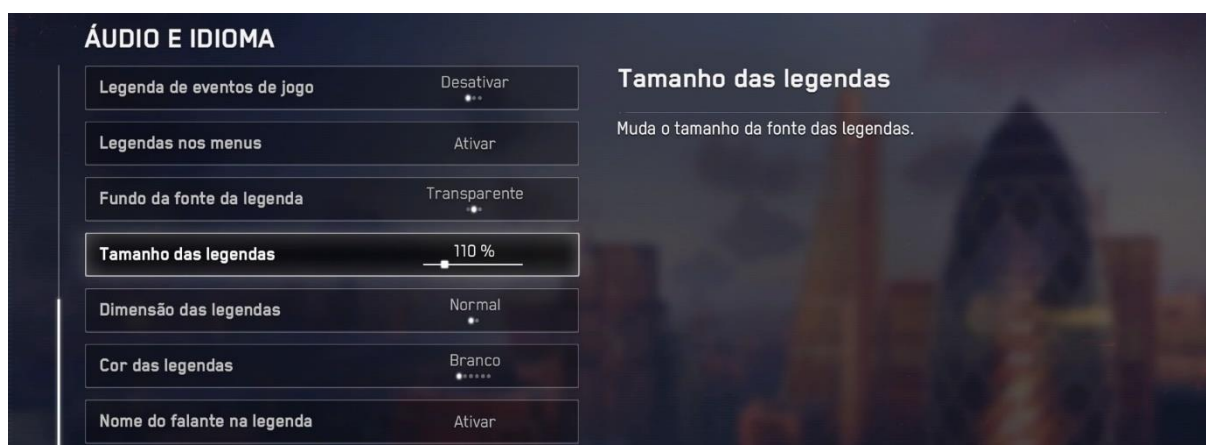 ÁUDIO E IDIOMA
Legenda de eventos de jogo
Desativar
Legendas nos menus
Ativar
Fundo da fonte da legenda
Transparente
Tamanho das legendas
110 %
Dimensão das legendas
Normal
Cor das legendas
Branco
Nome do falante na legenda
Ativar
Tamanho das legendas
Muda o tamanho da fonte das legendas.